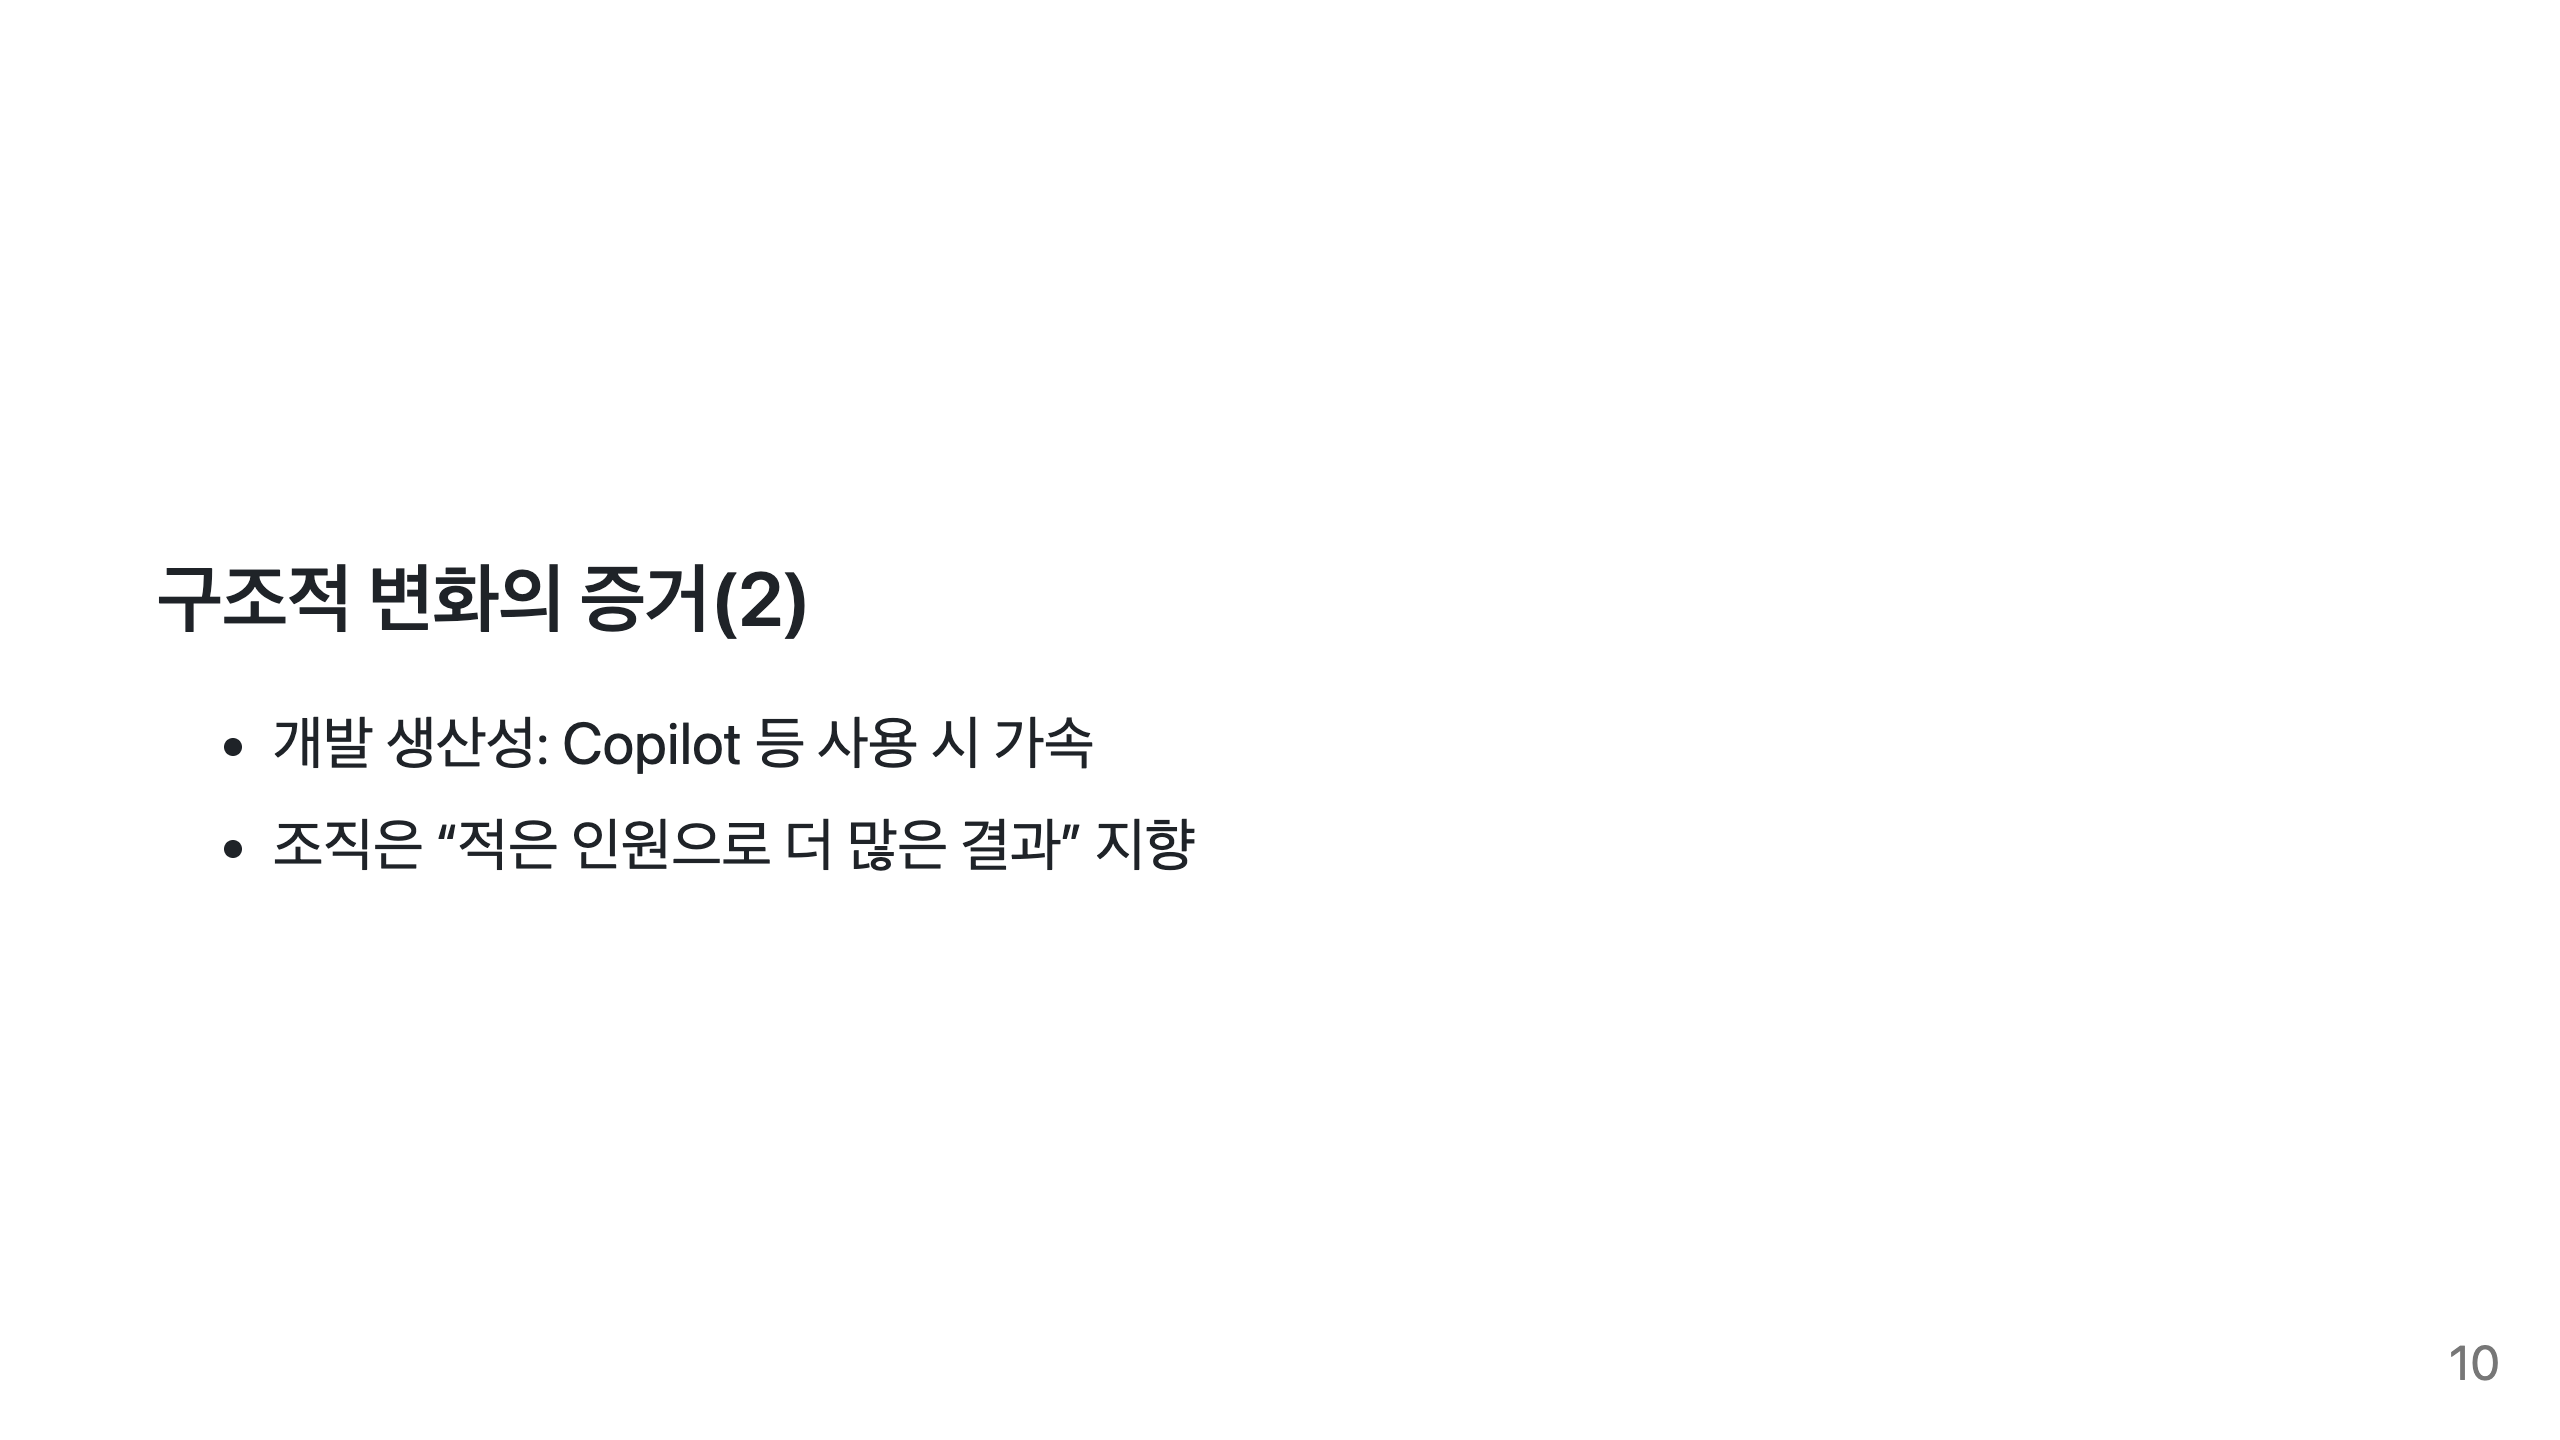 구조적 변화의 증거(2)
• 개발 생산성: Copilot 등 사용 시 가속
• 조직은 “적은 인원으로 더 많은 결과” 지향
10